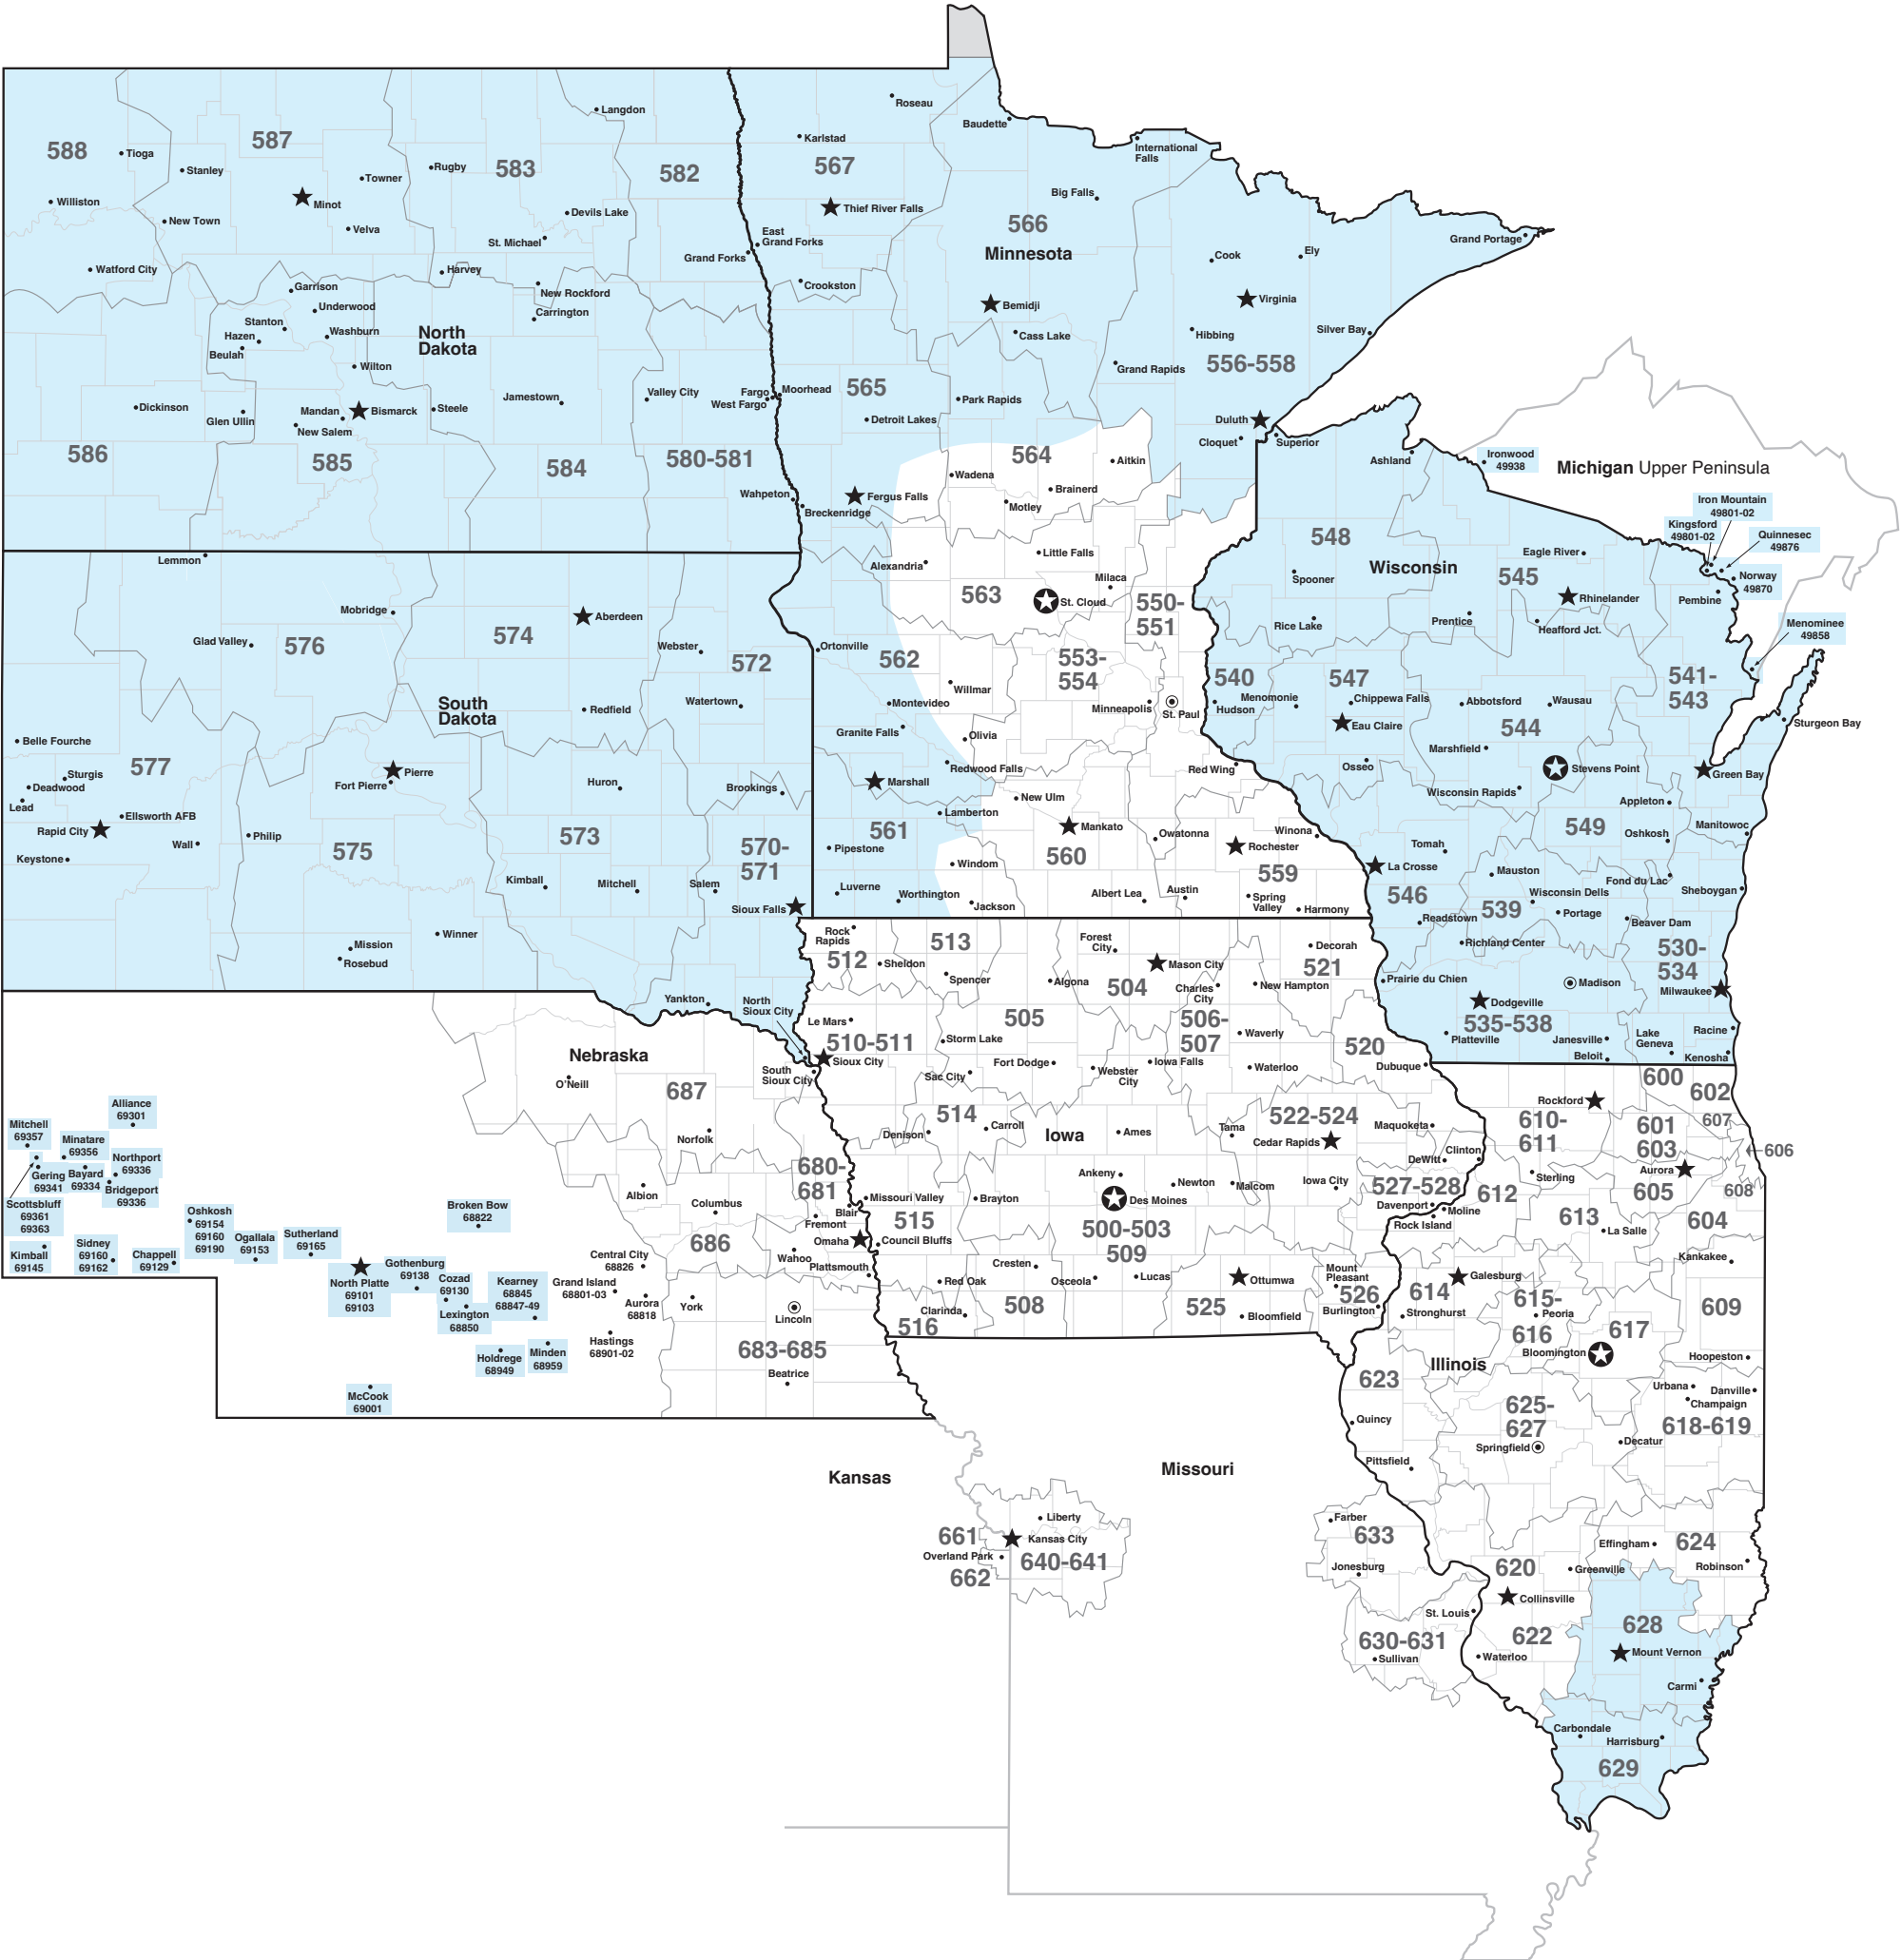 588
587
583
582
Tioga
Stanley
Minot
Towner
Rugby
Langdon
Williston
New Town
Velva
Devils Lake
St. Michael
Grand Forks
Watford City
Garrison
Harvey
New Rockford
Carrington
Underwood
Stanton
Hazen
Beulah
Washburn
North
Dakota
Wilton
Dickinson
Glen Ullin
Mandan
Bismarck
New Salem
Steele
Jamestown
Valley City
Fargo
West Fargo
586
585
584
580-581
Wahpeton
Roseau
Baudette
Karlstad
567
Thief River Falls
East
Grand Forks
Crookston
International
Falls
Big Falls
566
Minnesota
Bemidji
Cass Lake
Cook
Ely
Grand Portage
Virginia
Hibbing
Silver Bay
556-558
Grand Rapids
Moorhead
565
Detroit Lakes
Park Rapids
Duluth
Cloquet
Superior
564
Wadena
Aitkin
Brainerd
Motley
Fergus Falls
Breckenridge
Little Falls
Alexandria
Milaca
563
St. Cloud
550-
551
Ortonville
562
553-
554
Willmar
Montevideo
Minneapolis
St. Paul
Granite Falls
Olivia
Redwood Falls
Red Wing
Marshall
New Ulm
Lamberton
Mankato
Owatonna
Winona
Rochester
561
Pipestone
560
559
Windom
Luverne
Worthington
Jackson
Albert Lea
Austin
Spring
Valley
Harmony
Lemmon
Mobridge
Aberdeen
Glad Valley
576
574
Webster
572
South
Dakota
Redfield
Watertown
Belle Fourche
577
Sturgis
Deadwood
Lead
Pierre
Fort Pierre
Huron
Brookings
Ellsworth AFB
Rapid City
Wall
Philip
Keystone
575
573
570-
571
Kimball
Mitchell
Salem
Sioux Falls
Winner
Mission
Rosebud
Yankton
North
Sioux City
Michigan Upper Peninsula
Ironwood
49938
Iron Mountain
49801-02
Kingsford
49801-02
Quinnesec
49876
Norway
49870
Menominee
49858
Ashland
548
Wisconsin
Eagle River
545
Rhinelander
Pembine
Spooner
Rice Lake
Prentice
Heafford Jct.
540
547
541-
543
Menomonie
Hudson
Chippewa Falls
Eau Claire
Abbotsford
Wausau
544
Sturgeon Bay
Marshfield
Stevens Point
Green Bay
Osseo
Wisconsin Rapids
Appleton
549
Oshkosh
Manitowoc
Tomah
La Crosse
Mauston
Fond du Lac
Sheboygan
546
539
Wisconsin Dells
Readstown
Portage
Beaver Dam
Richland Center
530-
534
Prairie du Chien
Madison
Milwaukee
Dodgeville
535-538
Platteville
Janesville
Beloit
Lake
Geneva
Racine
Kenosha
Rock
Rapids
512
Sheldon
513
Spencer
Forest
City
Algona
504
Mason City
Charles
City
Decorah
521
New Hampton
Le Mars
510-511
Sioux City
505
Storm Lake
Fort Dodge
Sac City
506-
507
Waverly
Iowa Falls
Webster
City
Waterloo
520
Dubuque
514
Denison
Carroll
Iowa
Ames
Tama
522-524
Cedar Rapids
Maquoketa
DeWitt
Clinton
Ankeny
Newton
Malcom
Iowa City
527-528
Davenport
Moline
Rock Island
Missouri Valley
Brayton
Des Moines
500-503
509
515
Council Bluffs
Creston
Osceola
Lucas
Ottumwa
Mount
Pleasant
526
Burlington
Red Oak
508
525
Bloomfield
Clarinda
516
Nebraska
O'Neill
687
South
Sioux City
Norfolk
680-
681
Albion
Columbus
Blair
Fremont
Omaha
686
Wahoo
Plattsmouth
Central City
68826
Grand Island
68801-03
Aurora
68818
York
Lincoln
Hastings
68901-02
683-685
Beatrice
Alliance
69301
Mitchell
69357
Minatare
69356
Northport
69336
Gering
69341
Bayard
69334
Bridgeport
69336
Scottsbluff
69361
69363
Kimball
69145
Sidney
69160
69162
Chappell
69129
Oshkosh
69154
69160
69190
Ogallala
69153
Sutherland
69165
Broken Bow
68822
North Platte
69101
69103
Gothenburg
69138
Cozad
69130
Lexington
68850
Kearney
68845
68847-49
Holdrege
68949
Minden
68959
McCook
69001
600
602
Rockford
610-
611
601
603
607
606
Aurora
605
608
Sterling
612
613
La Salle
604
Kankakee
614
Galesburg
Stronghurst
615-
616
Peoria
617
609
Bloomington
Hoopeston
Illinois
623
Urbana
Danville
Champaign
618-619
625-
627
Quincy
Springfield
Decatur
Pittsfield
Kansas
Missouri
Liberty
661
Kansas City
Overland Park
640-641
662
Farber
633
Jonesburg
Effingham
624
Robinson
620
Greenville
Collinsville
St. Louis
628
630-631
Sullivan
622
Waterloo
Mount Vernon
Carmi
Carbondale
Harrisburg
629